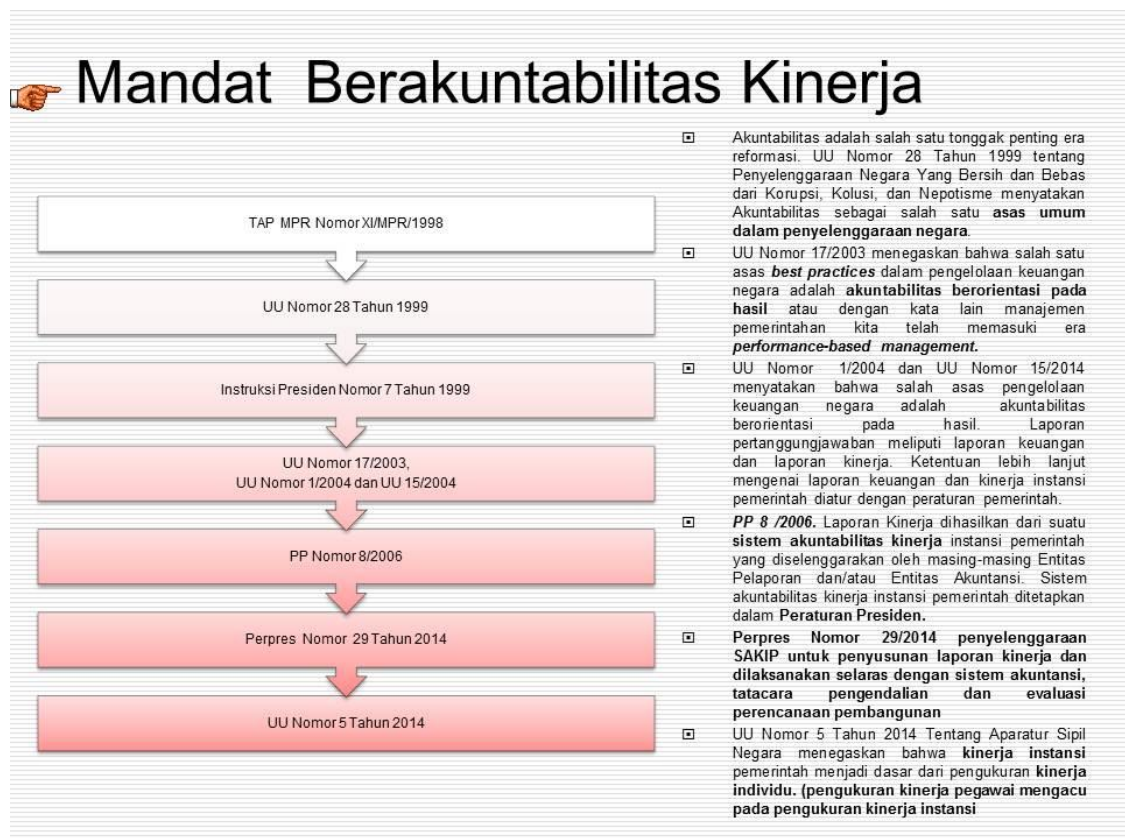 Mandat Berakuntabilitas Kinerja
TAP MPR Nomor XI/MPR/1998
UU Nomor 28 Tahun 1999
Instruksi Presiden Nomor 7 Tahun 1999
UU Nomor 17/2003,
UU Nomor 1/2004 dan UU 15/2004
PP Nomor 8/2006
Perpres Nomor 29 Tahun 2014
UU Nomor 5 Tahun 2014
Akuntabilitas adalah salah satu tonggak penting era
reformasi. UU Nomor 28 Tahun 1999 tentang
Penyelenggaraan Negara Yang Bersih dan Bebas
dari Korupsi, Kolusi, dan Nepotisme menyatakan
Akuntabilitas sebagai salah satu asas umum
dalam penyelenggaraan negara.
UU Nomor 17/2003 menegaskan bahwa salah satu
asas best practices dalam pengelolaan keuangan
negara adalah akuntabilitas berorientasi pada
hasil atau dengan kata lain manajemen
pemerintahan kita telah memasuki era
performance-based management.
UU Nomor 1/2004 dan UU Nomor 15/2014
menyatakan bahwa salah asas pengelolaan
keuangan negara adalah akuntabilitas
berorientasi pada hasil. Laporan
pertanggungjawaban meliputi laporan keuangan
dan laporan kinerja. Ketentuan lebih lanjut
mengenai laporan keuangan dan kinerja instansi
pemerintah diatur dengan peraturan pemerintah.
PP 8 /2006. Laporan Kinerja dihasilkan dari suatu
sistem akuntabilitas kinerja instansi pemerintah
yang diselenggarakan oleh masing-masing Entitas
Pelaporan dan/atau Entitas Akuntansi. Sistem
akuntabilitas kinerja instansi pemerintah ditetapkan
dalam Peraturan Presiden.
Perpres Nomor 29/2014 penyelenggaraan
SAKIP untuk penyusunan laporan kinerja dan
dilaksanakan selaras dengan sistem akuntansi,
tatacara pengendalian dan evaluasi
perencanaan pembangunan
UU Nomor 5 Tahun 2014 Tentang Aparatur Sipil
Negara menegaskan bahwa kinerja instansi
pemerintah menjadi dasar dari pengukuran kinerja
individu. (pengukuran kinerja pegawai mengacu
pada pengukuran kinerja instansi